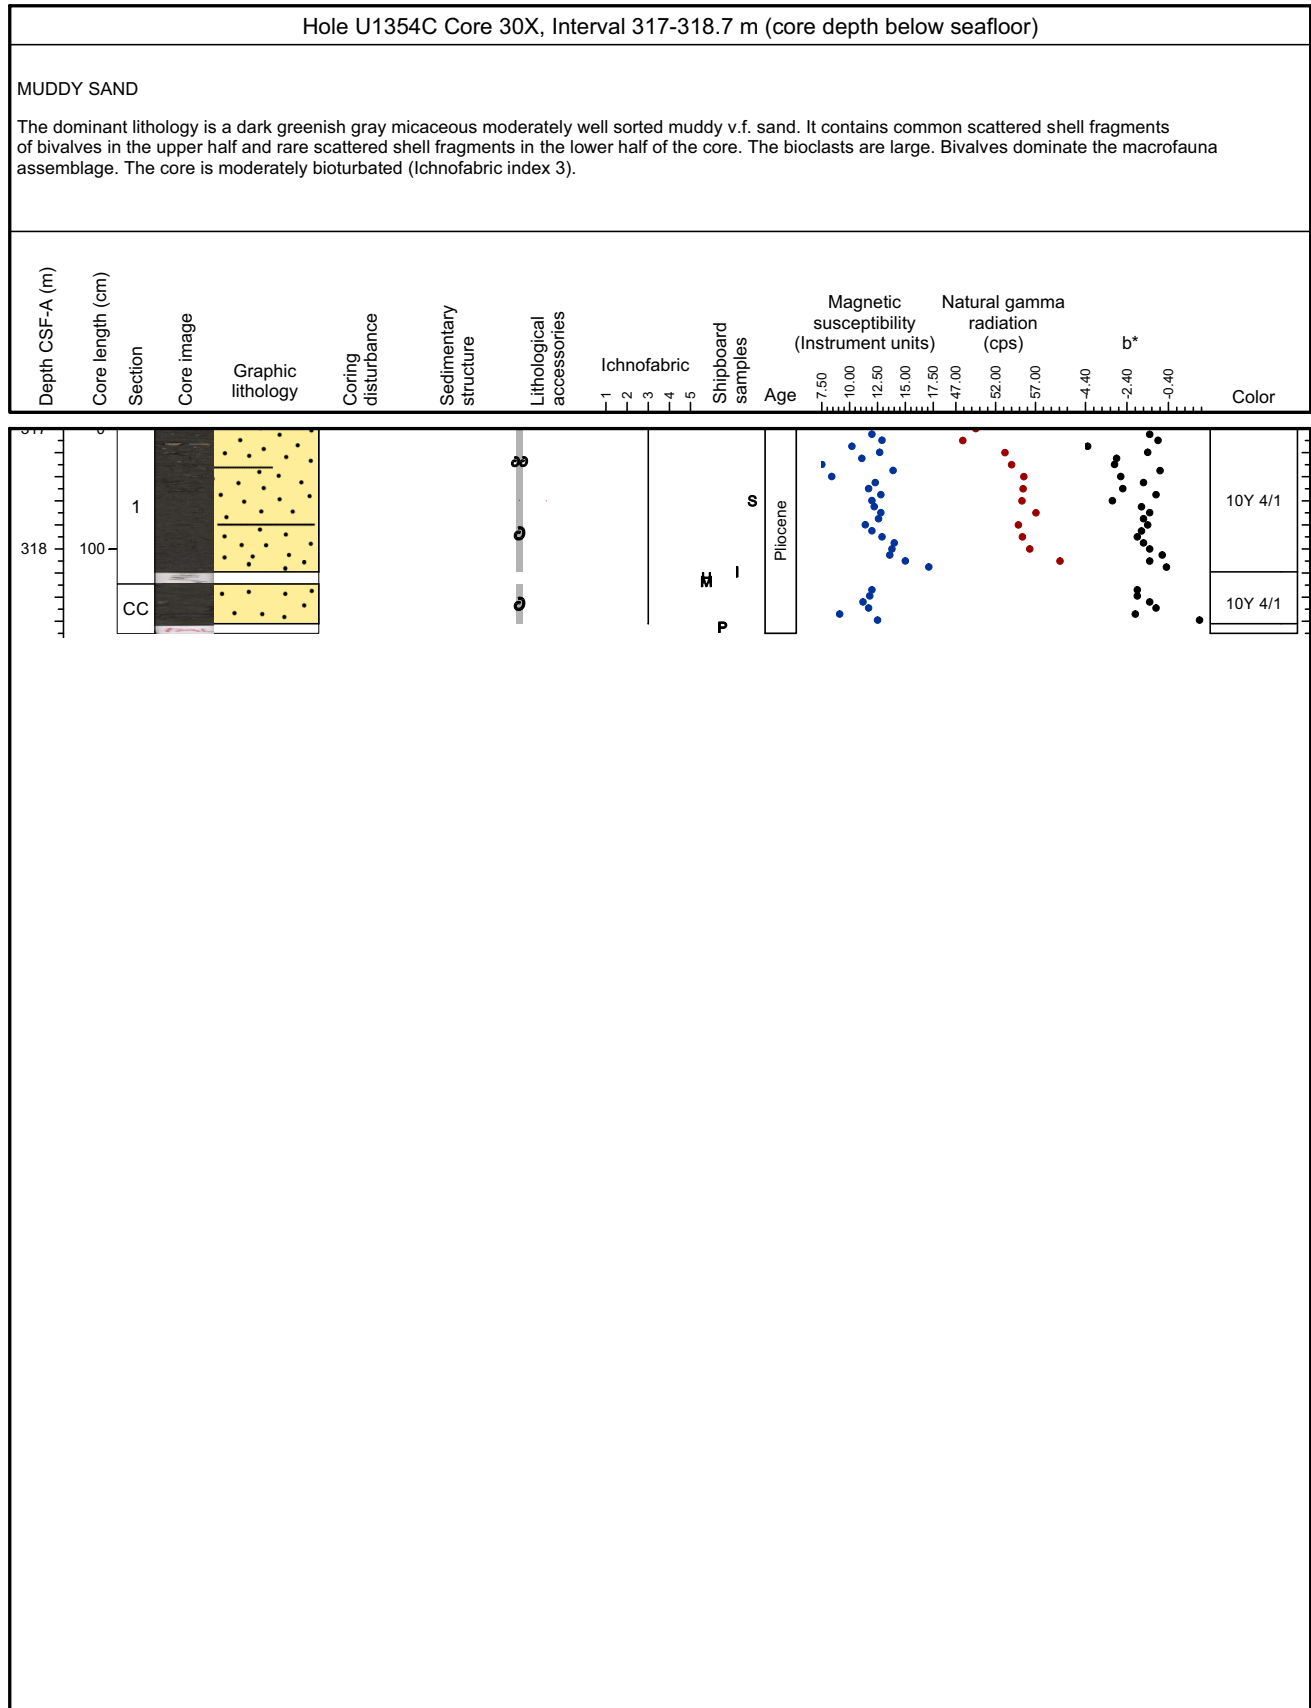 Hole U1354C Core 30X, Interval 317-318.7 m (core depth below seafloor)
MUDDY SAND
The dominant lithology is a dark greenish gray micaceous moderately well sorted muddy v.f. sand. It contains common scattered shell fragments
of bivalves in the upper half and rare scattered shell fragments in the lower half of the core. The bioclasts are large. Bivalves dominate the macrofauna
assemblage. The core is moderately bioturbated (Ichnofabric index 3).
Depth CSF-A (m)
Core length (cm)
Section
Core image
Graphic
lithology
Coring
disturbance
Sedimentary
structure
Lithological
accessories
Ichnofabric
1
2
3
4
5
Shipboard
samples
Age
Magnetic
susceptibility
(Instrument units)
7.50
10.00
12.50
15.00
17.50
Natural gamma
radiation
(cps)
47.00
52.00
57.00
b*
-4.40
-2.40
-0.40
Color
317
0
1
S
Pliocene
10Y 4/1
318
100
I
M
CC
10Y 4/1
P